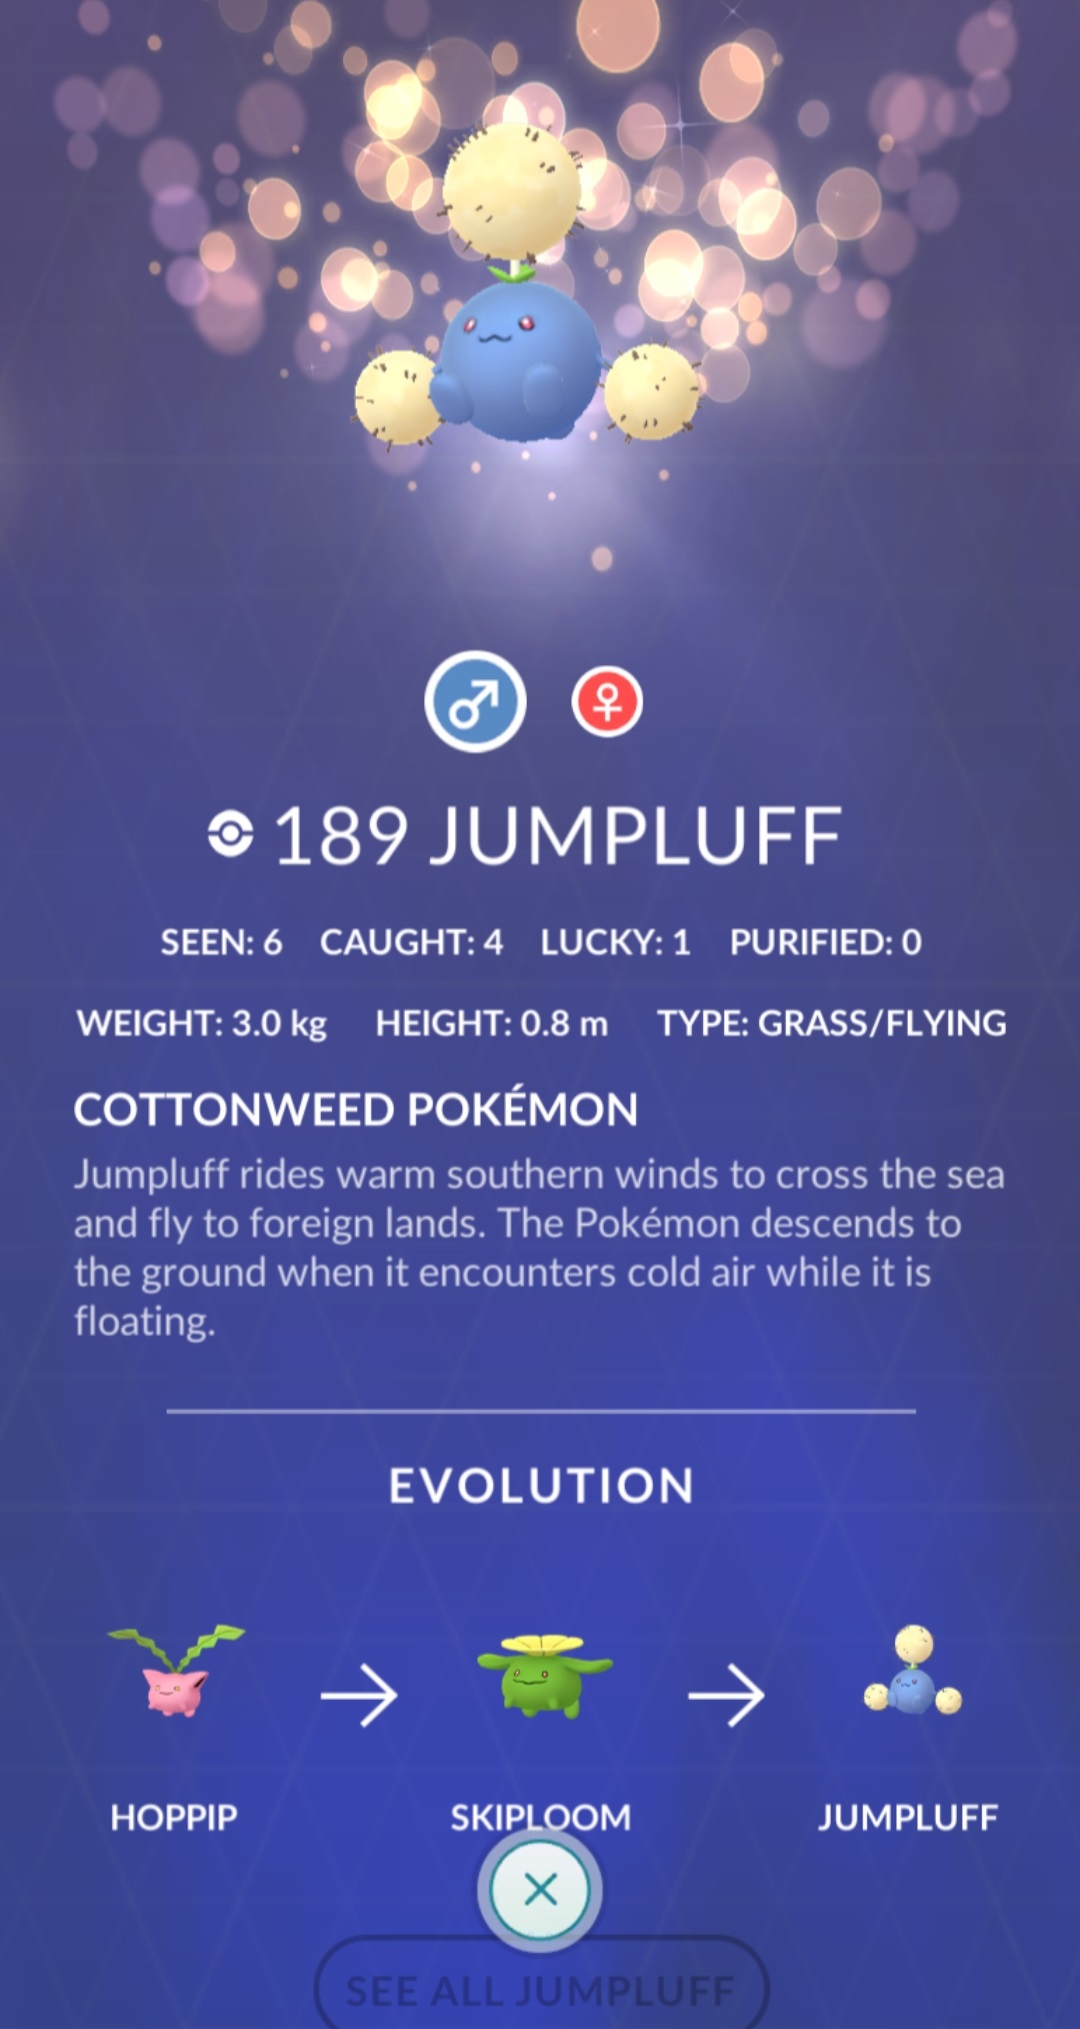 189 JUMPLUFF
SEEN: 6 CAUGHT: 4 LUCKY: 1 PURIFIED: 0
WEIGHT: 3.0 kg HEIGHT: 0.8 m TYPE: GRASS/FLYING
COTTONWEED POKÉMON
Jumpluff rides warm southern winds to cross the sea
and fly to foreign lands. The Pokémon descends to
the ground when it encounters cold air while it is
floating.
EVOLUTION
HOPPIP SKIPLOOM JUMPLUFF
SEE ALL JUMPLUFF